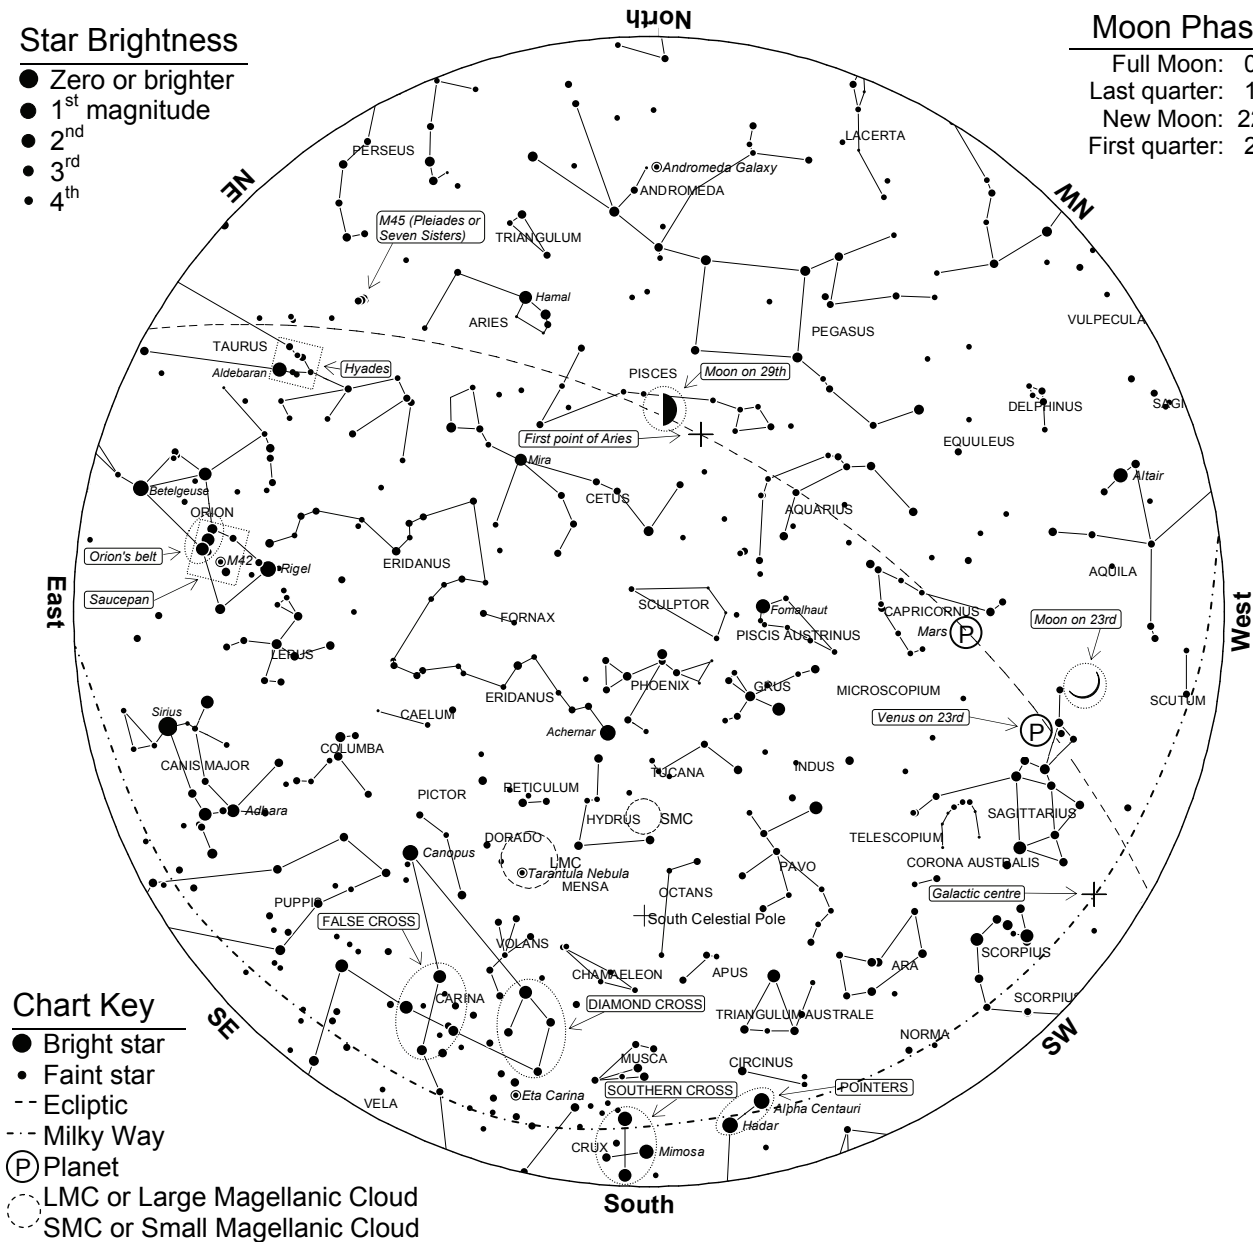 North
Star Brightness
Zero or brighter
1st magnitude
2nd
3rd
4th
Moon Phas
Full Moon: 0
Last quarter: 1
New Moon: 22
First quarter: 2
NE
NW
PERSEUS
LACERTA
Andromeda Galaxy
ANDROMEDA
M45 (Pleiades or
Seven Sisters)
TRIANGULUM
Hamal
ARIES
PEGASUS
VULPECULA
TAURUS
Aldebaran
Hyades
PISCES
Moon on 29th
DELPHINUS
SAGI
First point of Aries
EQUULEUS
Mira
Altair
Betelgeuse
CETUS
AQUARIUS
ORION
Orion's belt
M42
Rigel
ERIDANUS
AQUILA
Saucepan
East
West
FORNAX
SCULPTOR
Fomalhaut
PISCIS AUSTRINUS
CAPRICORNUS
Mars
P
Moon on 23rd
LEPUS
ERIDANUS
PHOENIX
GRUS
MICROSCOPIUM
SCUTUM
Sirius
CAELUM
Achernar
Venus on 23rd
P
COLUMBA
CANIS MAJOR
TUCANA
INDUS
PICTOR
RETICULUM
Adhara
HYDRUS
SMC
SAGITTARIUS
DORADO
TELESCOPIUM
Canopus
LMC
Tarantula Nebula
MENSA
PAVO
CORONA AUSTRALIS
OCTANS
Galactic centre
PUPPIS
FALSE CROSS
South Celestial Pole
VOLANS
SCORPIUS
CHAMAELEON
APUS
ARA
CARINA
DIAMOND CROSS
TRIANGULUM AUSTRALE
SCORPIUS
SE
SW
NORMA
MUSCA
CIRCINUS
SOUTHERN CROSS
POINTERS
VELA
Eta Carina
Alpha Centauri
Hadar
CRUX
Mimosa
South
Chart Key
Bright star
Faint star
Ecliptic
Milky Way
P Planet
LMC or Large Magellanic Cloud
SMC or Small Magellanic Cloud